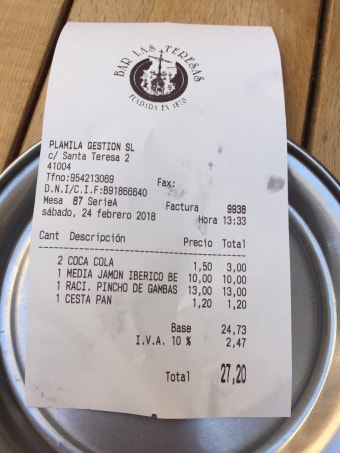 BAR LAS TERESAS
FUNDADA EN 1870
PLAMILA GESTION SL
c/ Santa Teresa 2
41004
Tfno:954213069 Fax:
D.N.I/C.I.F:B91866640
Mesa 87 SerieA Factura 9938
sábado, 24 febrero 2018 Hora 13:33
Cant Descripción Precio Total
2 COCA COLA 1,50 3,00
1 MEDIA JAMON IBERICO BE 10,00 10,00
1 RACI. PINCHO DE GAMBAS 13,00 13,00
1 CESTA PAN 1,20 1,20
Base 24,73
I.V.A. 10 % 2,47
Total 27,20